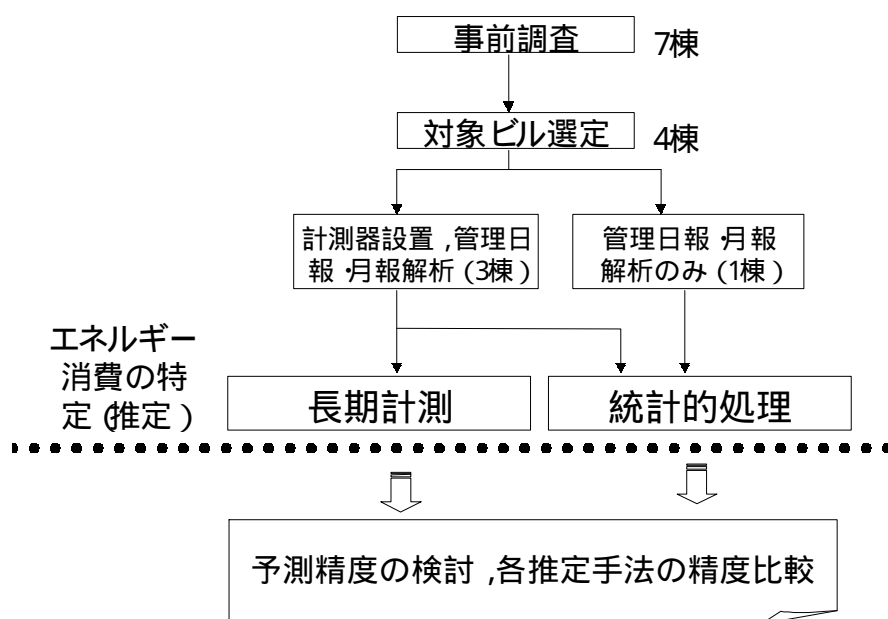 事前調査
7棟
対象ビル選定
4棟
計測器設置,管理日
報・月報解析(3棟)
管理日報・月報
解析のみ(1棟)
エネルギー
消費の特
定(推定)
長期計測
統計的処理
予測精度の検討,各推定手法の精度比較